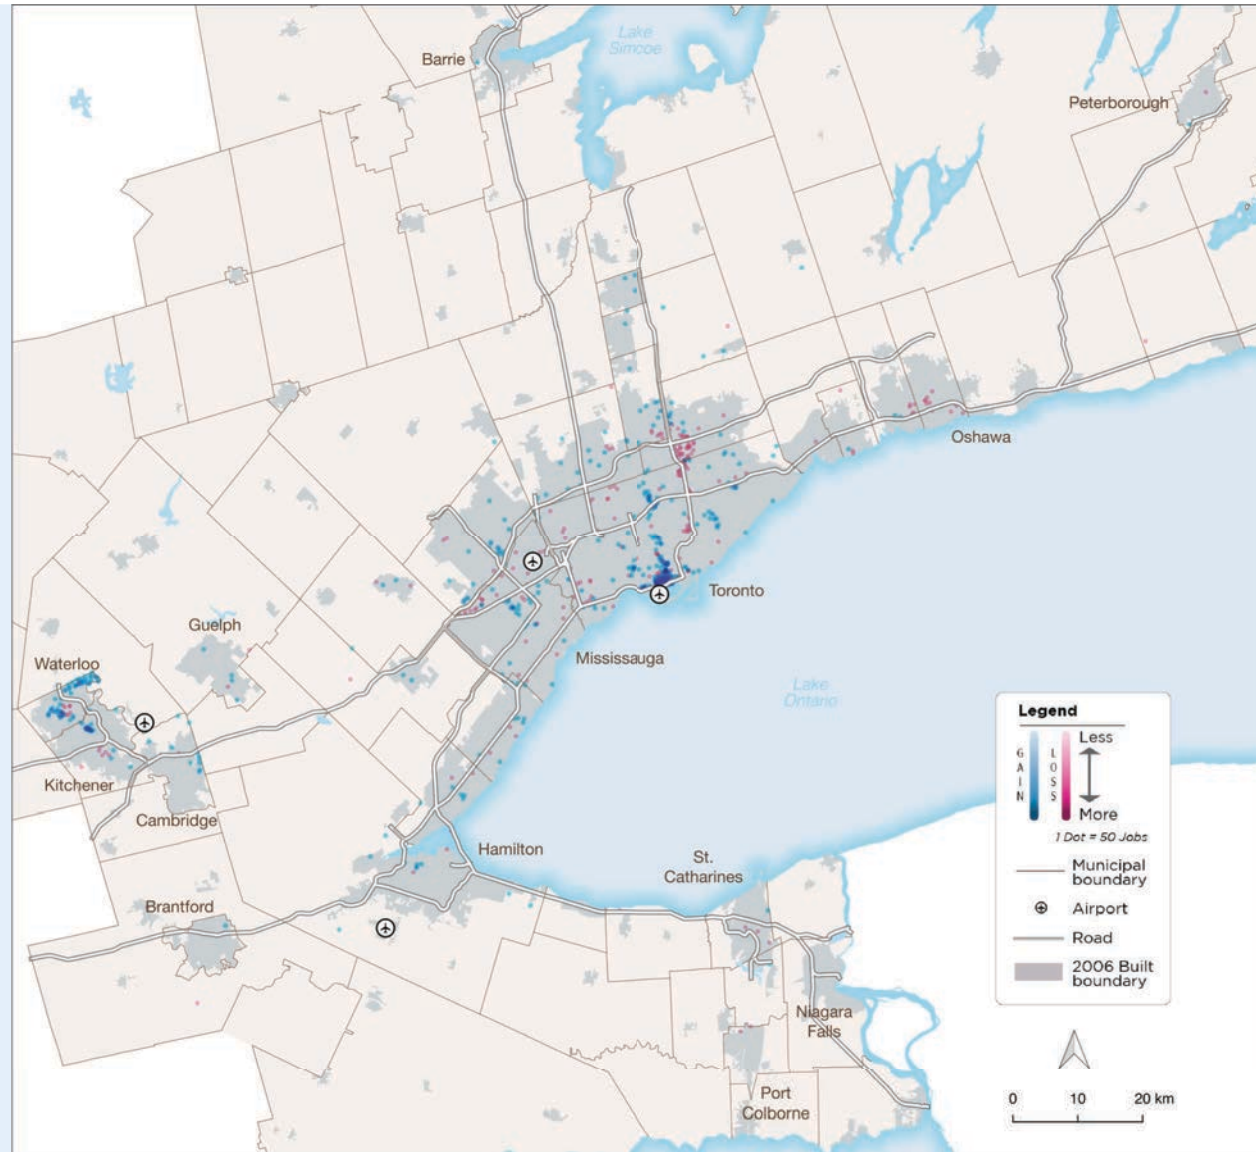 Lake
Simcoe
Barrie
Peterborough
Oshawa
Toronto
Guelph
Waterloo
Mississauga
Lake
Ontario
Kitchener
Cambridge
Hamilton
St.
Catharines
Brantford
Niagara
Falls
Port
Colborne
Legend
GAIN
LOSS
Less
More
1 Dot = 50 Jobs
Municipal
boundary
Airport
Road
2006 Built
boundary
0 10 20 km